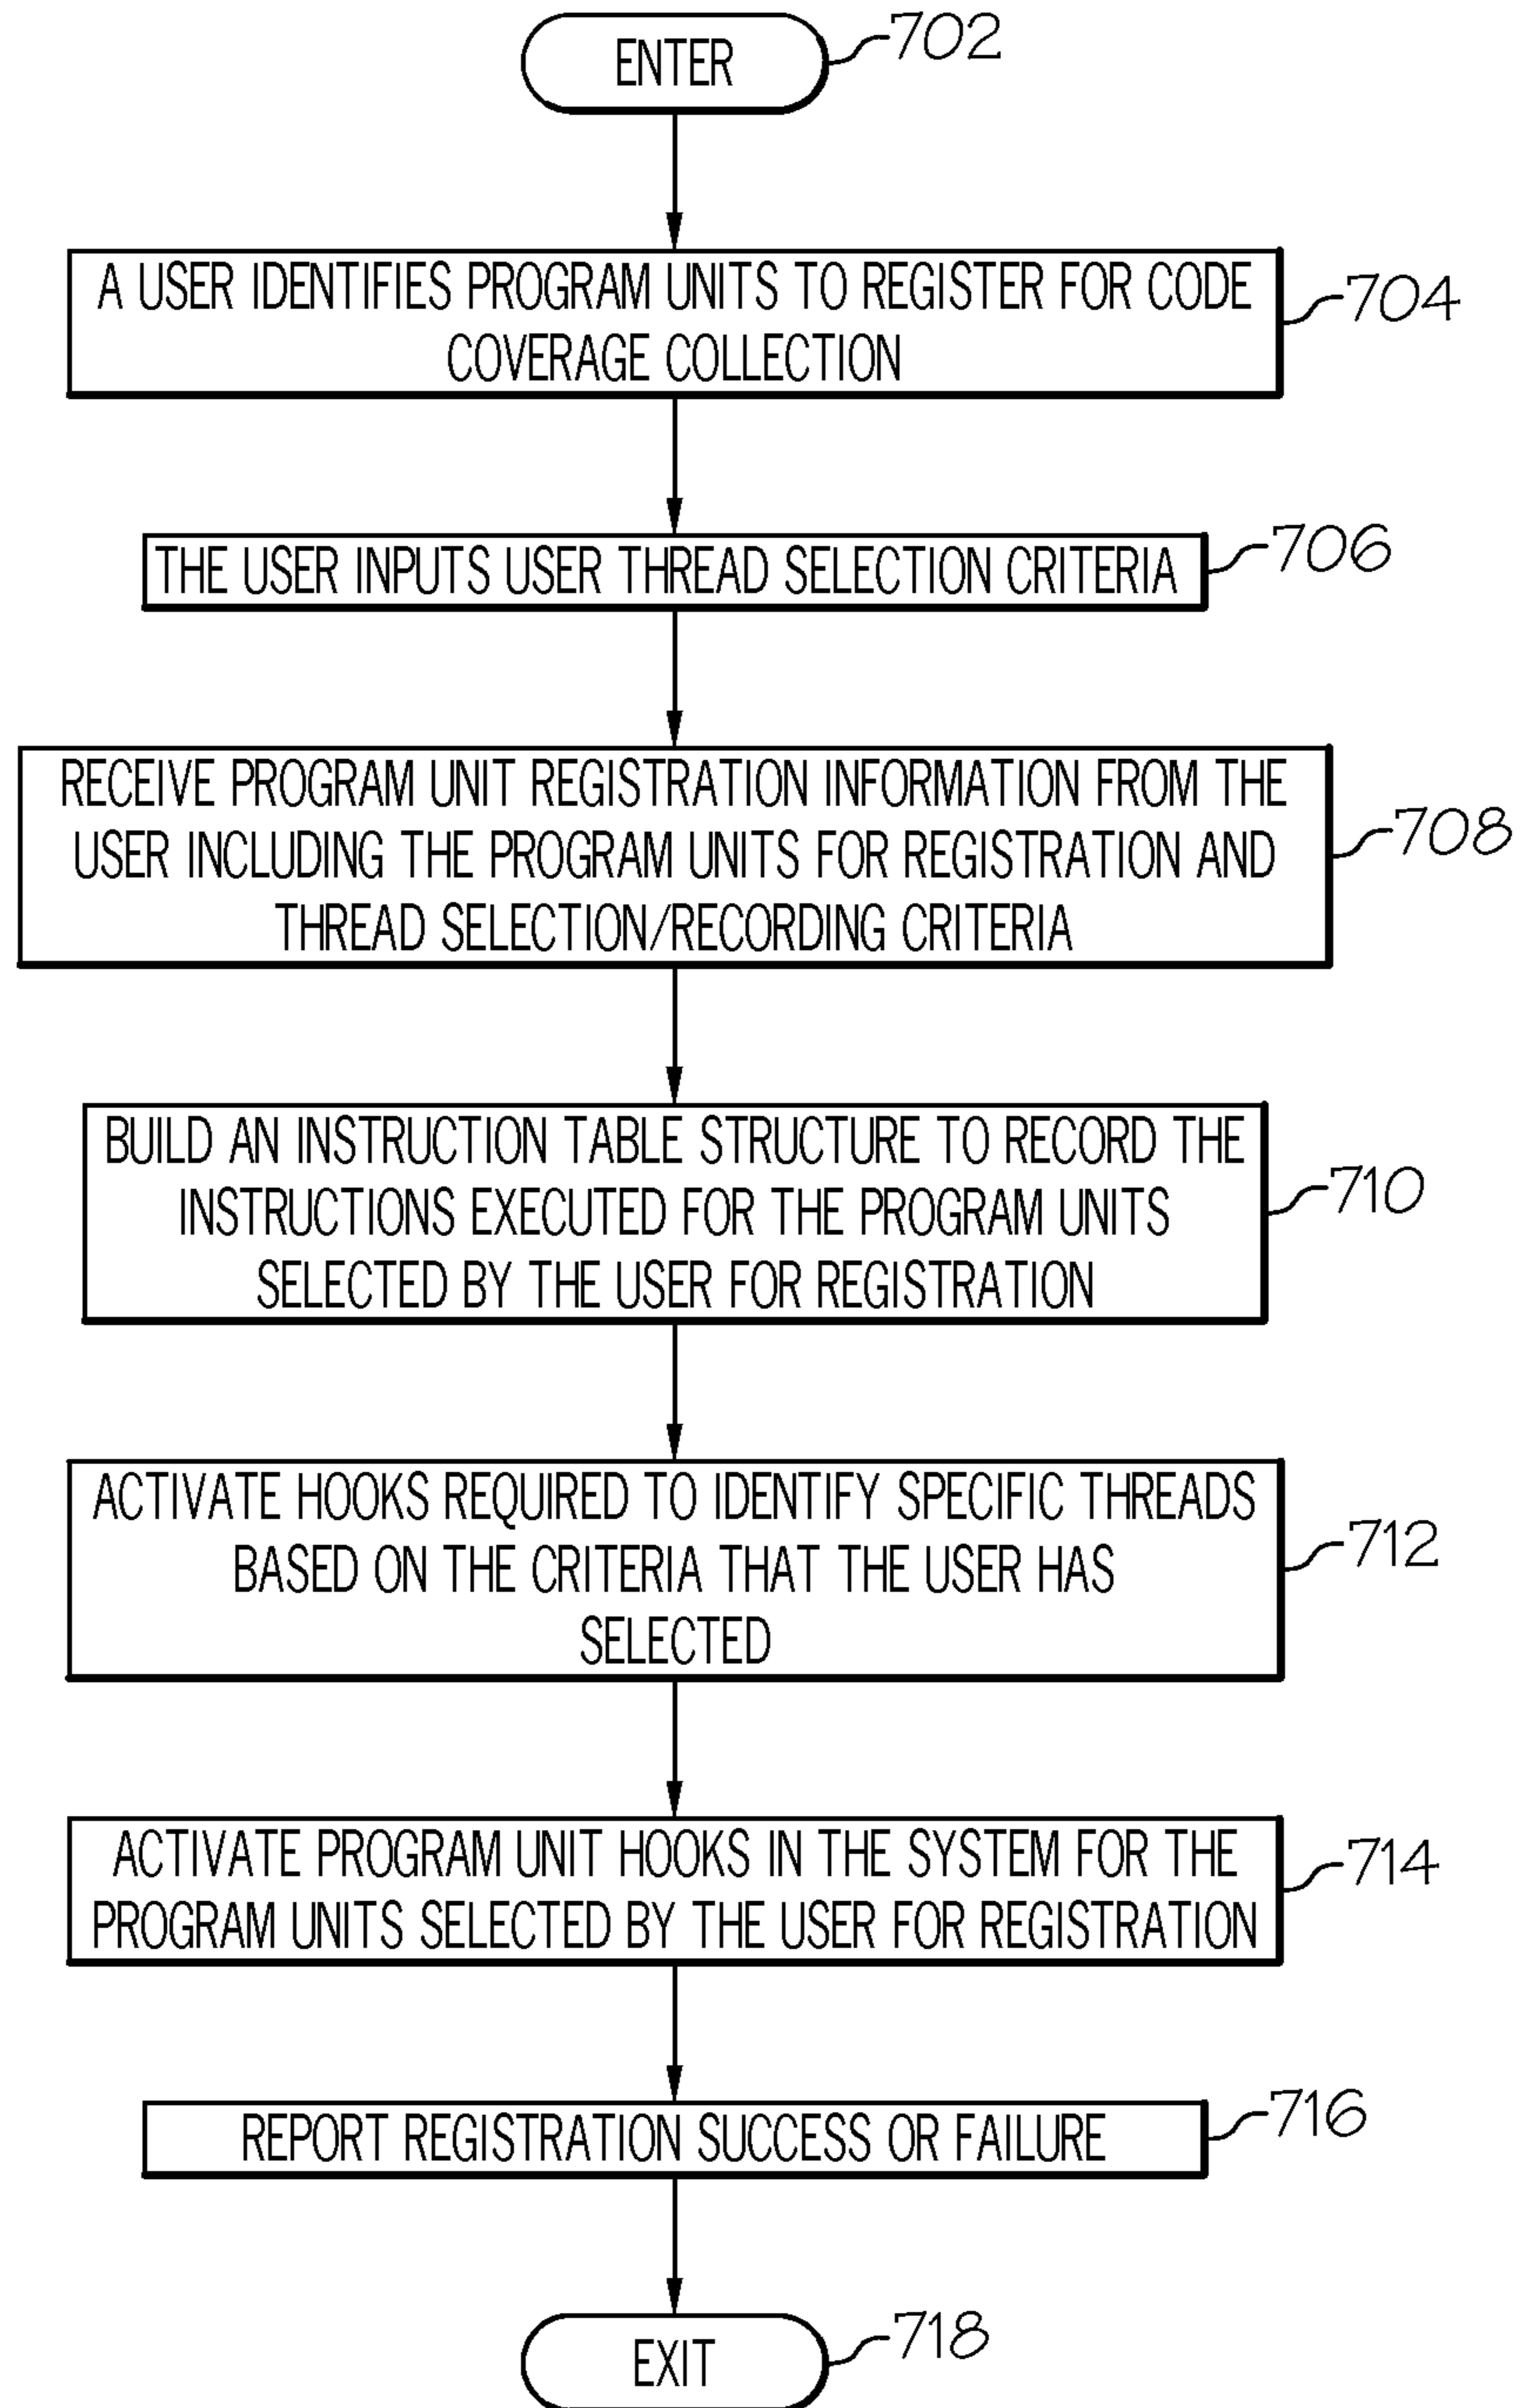 ENTER
702
A USER IDENTIFIES PROGRAM UNITS TO REGISTER FOR CODE
COVERAGE COLLECTION
704
THE USER INPUTS USER THREAD SELECTION CRITERIA
706
RECEIVE PROGRAM UNIT REGISTRATION INFORMATION FROM THE
USER INCLUDING THE PROGRAM UNITS FOR REGISTRATION AND
THREAD SELECTION/RECORDING CRITERIA
708
BUILD AN INSTRUCTION TABLE STRUCTURE TO RECORD THE
INSTRUCTIONS EXECUTED FOR THE PROGRAM UNITS
SELECTED BY THE USER FOR REGISTRATION
710
ACTIVATE HOOKS REQUIRED TO IDENTIFY SPECIFIC THREADS
BASED ON THE CRITERIA THAT THE USER HAS
SELECTED
712
ACTIVATE PROGRAM UNIT HOOKS IN THE SYSTEM FOR THE
PROGRAM UNITS SELECTED BY THE USER FOR REGISTRATION
714
REPORT REGISTRATION SUCCESS OR FAILURE
716
EXIT
718